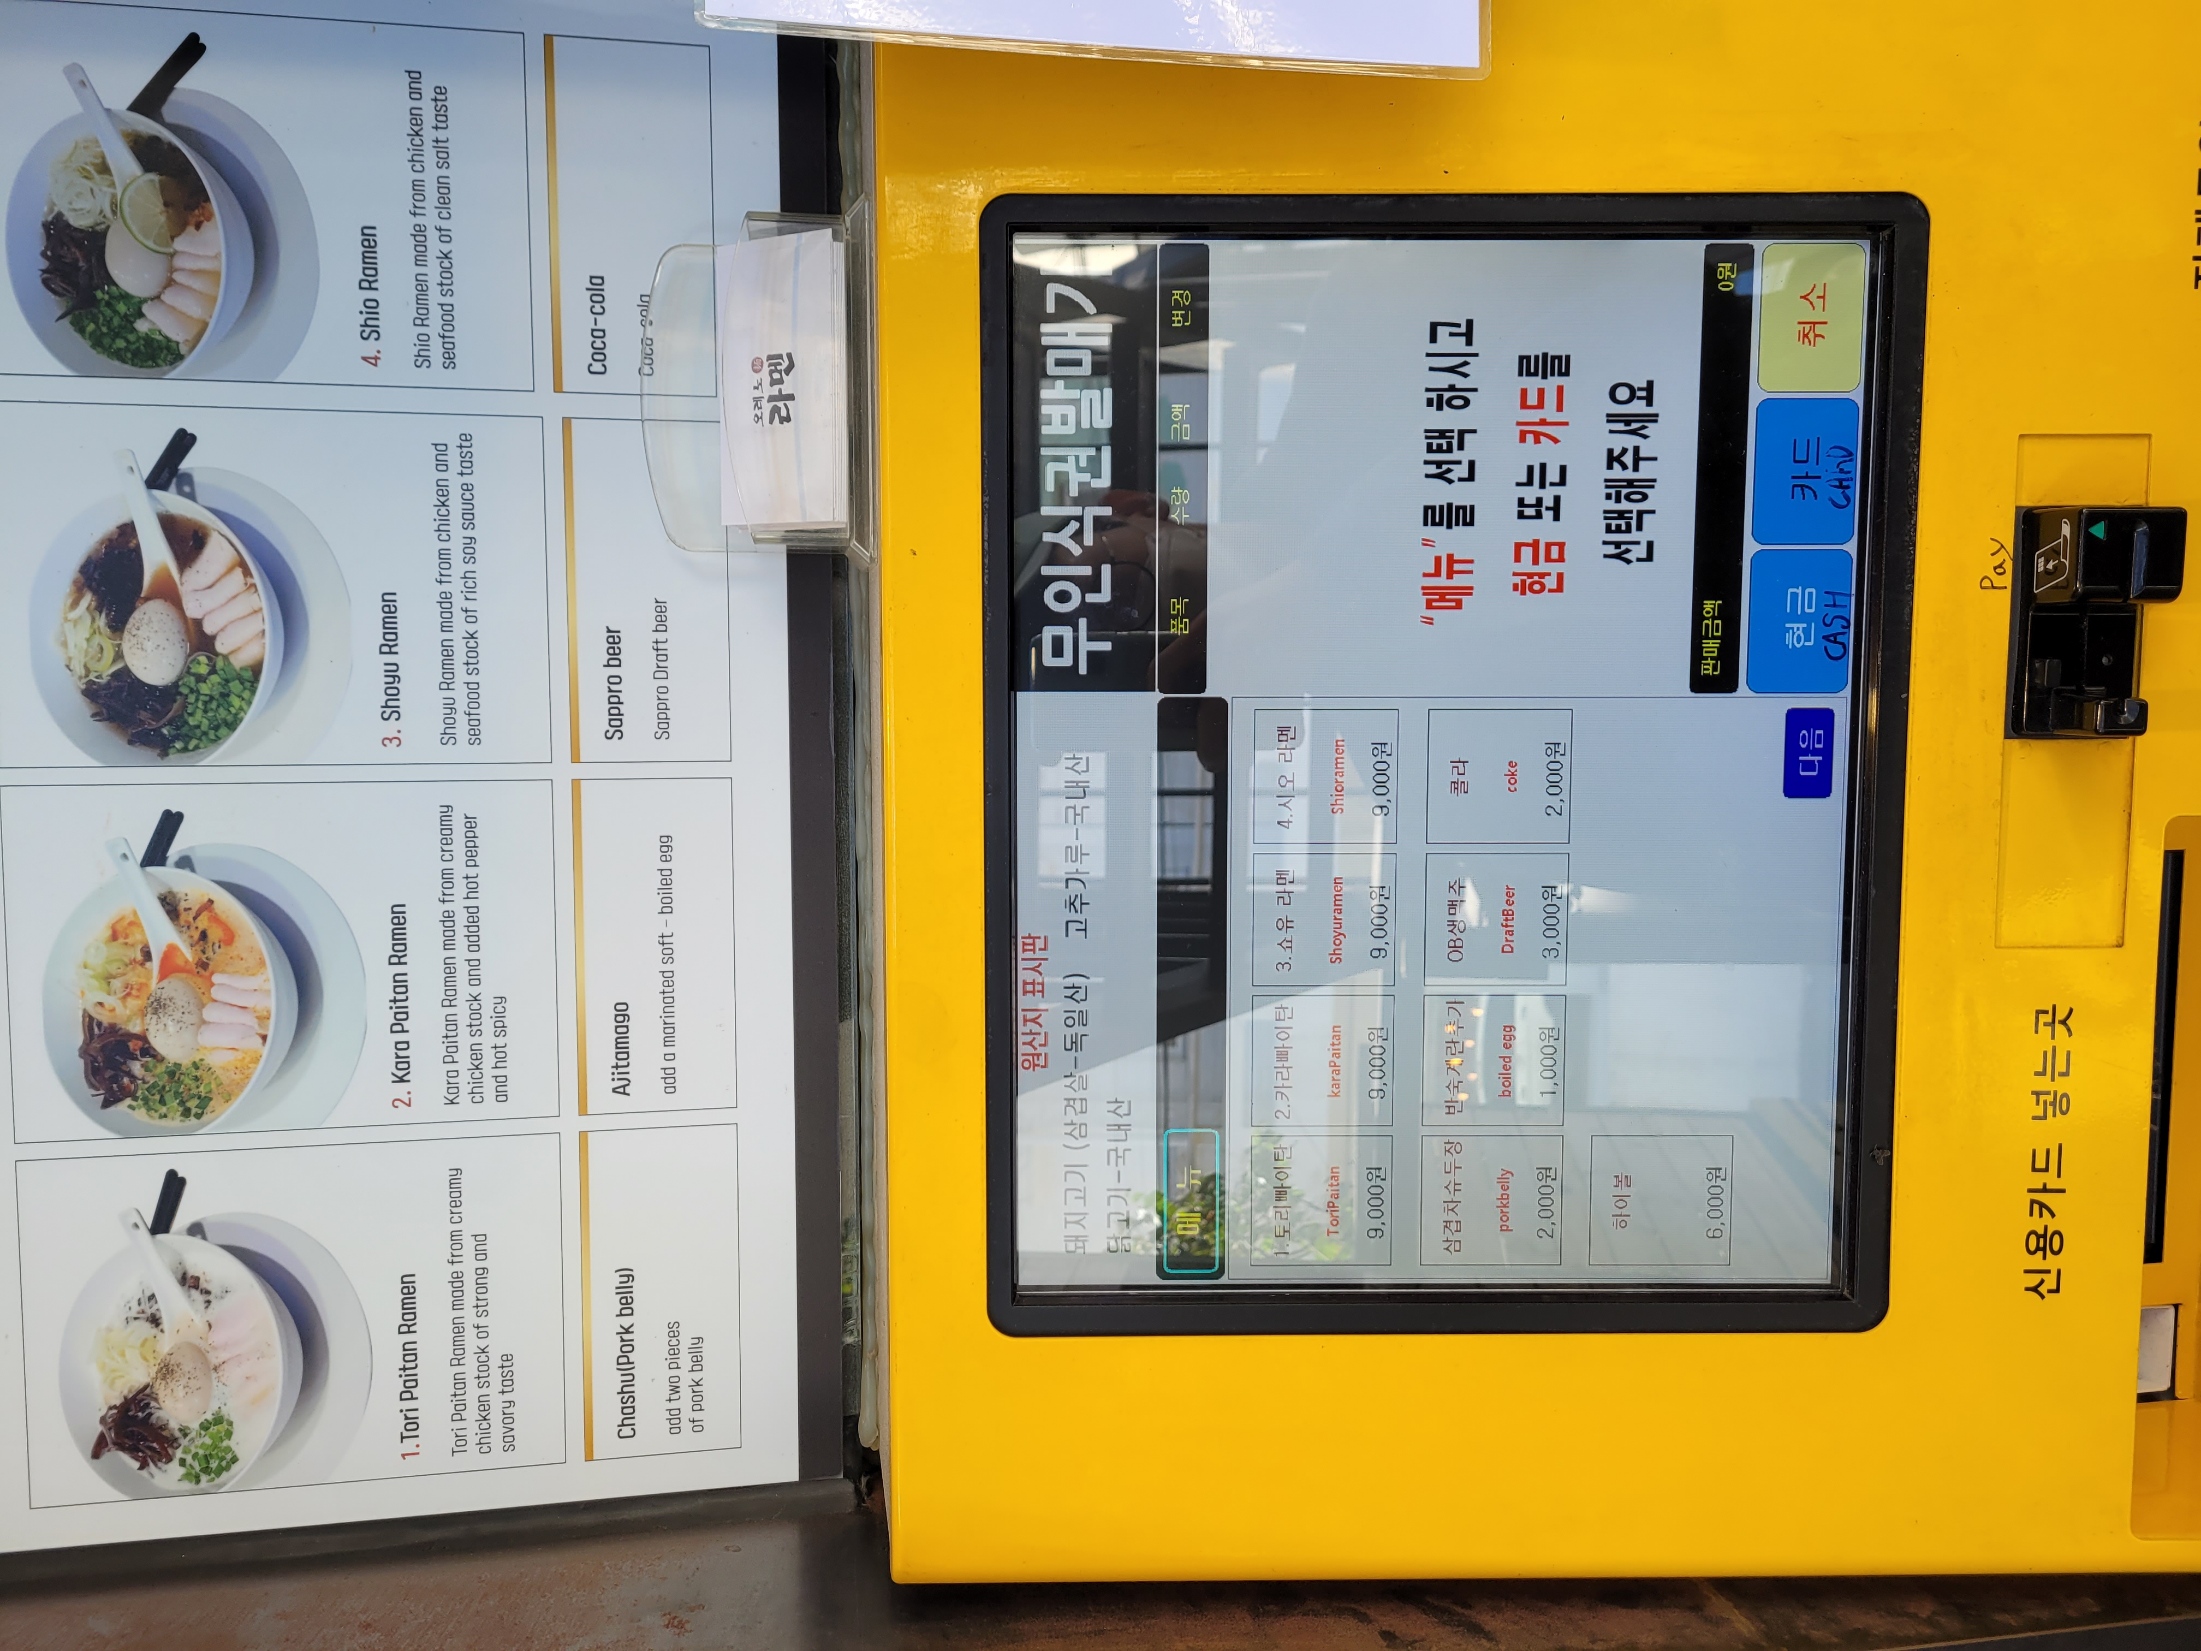 1.Tori Paitan Ramen
Tori Paitan Ramen made from creamy
chicken stock of strong and
savory taste
2. Kara Paitan Ramen
Kara Paitan Ramen made from creamy
chicken stock and added hot pepper
and hot spicy
3. Shoyu Ramen
Shoyu Ramen made from chicken and
seafood stock of rich soy sauce taste
4. Shio Ramen
Shio Ramen made from chicken and
seafood stock of clean salt taste
Chashu(Pork belly)
add two pieces
of pork belly
Ajitamago
add a marinated soft - boiled egg
Sappro beer
Sappro Draft beer
Coca-cola
Coca-cola
오레노
라멘
원산지 표시판
돼지고기 (삼겹살-독일산) 고추가루-국내산
닭고기-국내산
무인식권발매기
메 뉴
품목 수량 금액 변경
1.토리빠이탄
ToriPaitan
9,000원
2.카라빠이탄
karaPaitan
9,000원
3.쇼유 라멘
Shoyuramen
9,000원
4.시오 라멘
Shioramen
9,000원
삼겹차슈두장
porkbelly
2,000원
반숙계란추가
boiled egg
1,000원
OB생맥주
DraftBeer
3,000원
콜라
coke
2,000원
하이볼
6,000원
다음
"메뉴"를 선택 하시고
현금 또는 카드를
선택해주세요
판매금액 0원
현금
CASH
카드
CARD
취소
Pay
신용카드 넣는곳